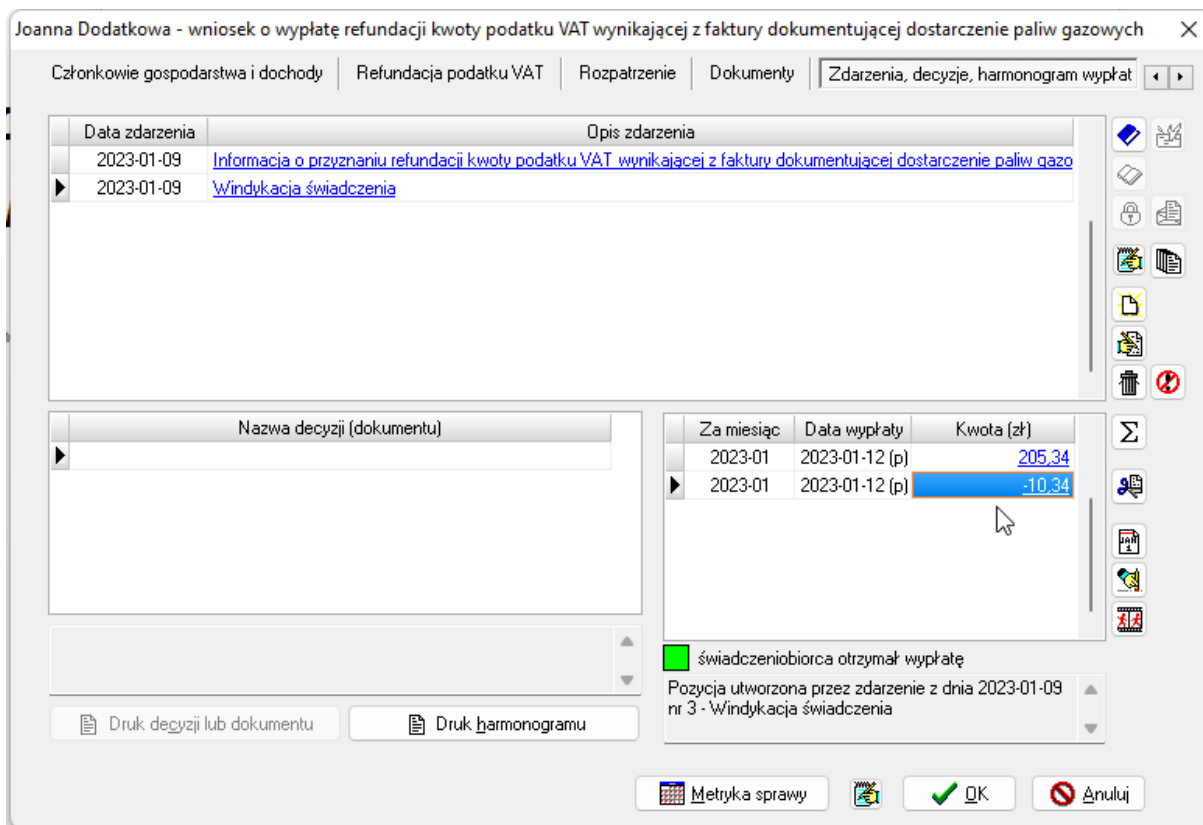 Joanna Dodatkowa - wniosek o wypłatę refundacji kwoty podatku VAT wynikającej z faktury dokumentującej dostarczenie paliw gazowych
Członkowie gospodarstwa i dochody Refundacja podatku VAT Rozpatrzenie Dokumenty Zdarzenia, decyzje, harmonogram wypłat
Data zdarzenia Opis zdarzenia
2023-01-09 Informacja o przyznaniu refundacji kwoty podatku VAT wynikającej z faktury dokumentującej dostarczenie paliw gazo
2023-01-09 Windykacja świadczenia
Nazwa decyzji (dokumentu)
Za miesiąc Data wypłaty Kwota (zł)
2023-01 2023-01-12 (p) 205,34
2023-01 2023-01-12 (p) -10,34
świadczeniobiorca otrzymał wypłatę
Pozycja utworzona przez zdarzenie z dnia 2023-01-09
nr 3 - Windykacja świadczenia
Druk decyzji lub dokumentu Druk harmonogramu
Metryka sprawy OK Anuluj